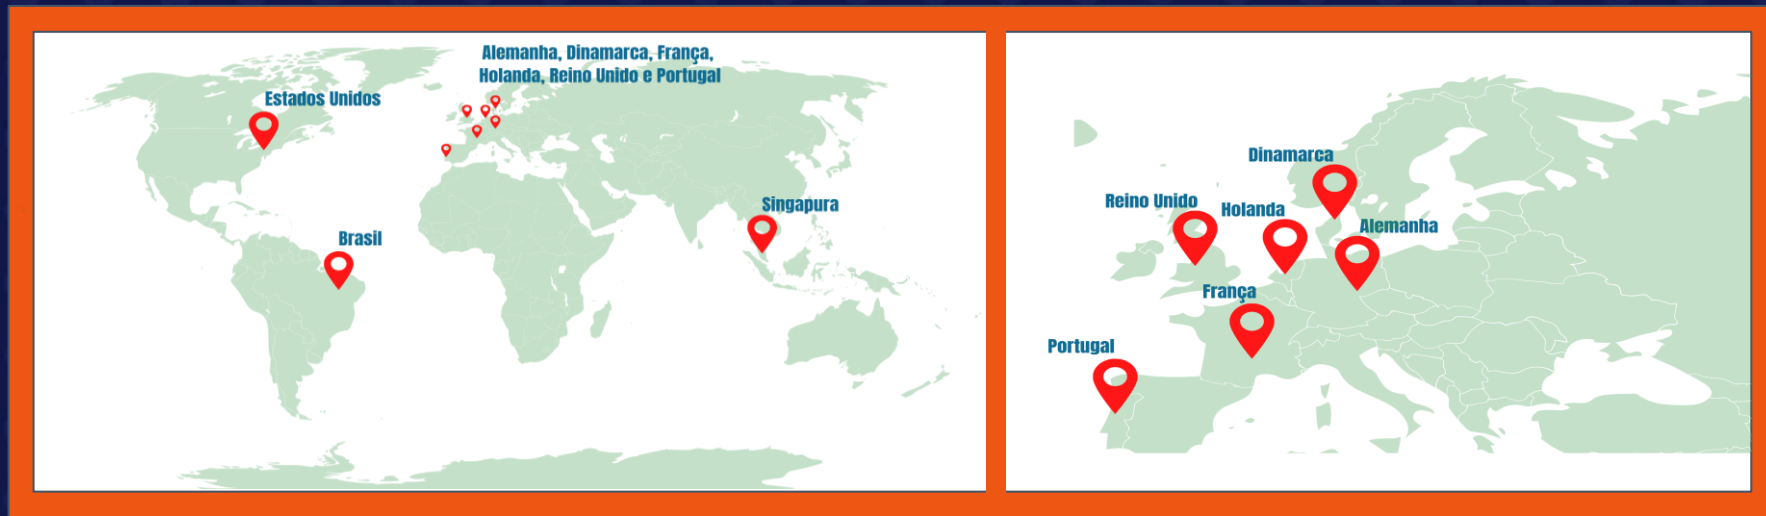 Alemanha, Dinamarca, França,
Holanda, Reino Unido e Portugal
Estados Unidos
Singapura
Brasil
Dinamarca
Reino Unido
Holanda
Alemanha
França
Portugal